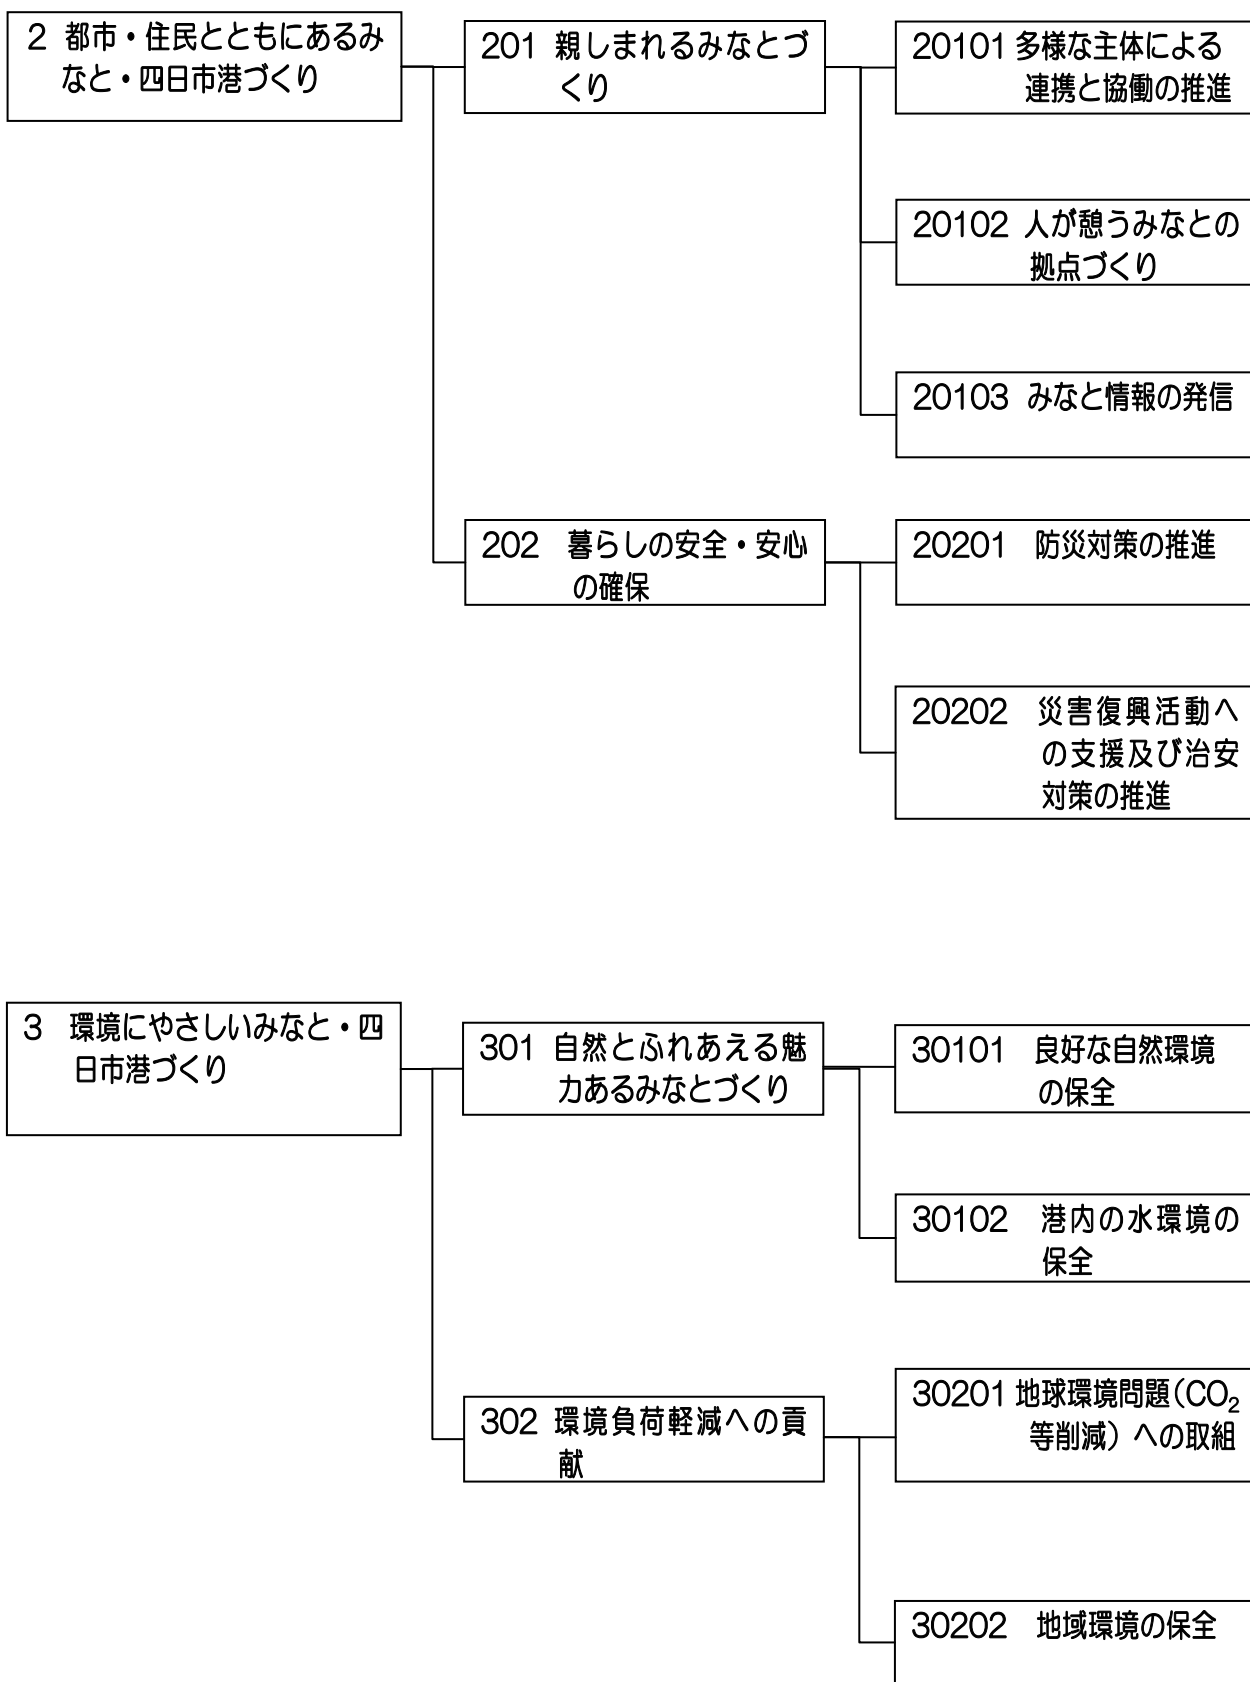 2 都市・住民とともにあるみ
なと・四日市港づくり
201 親しまれるみなとづ
くり
20101 多様な主体による
連携と協働の推進
20102 人が憩うみなとの
拠点づくり
20103 みなと情報の発信
202 暮らしの安全・安心
の確保
20201 防災対策の推進
20202 災害復興活動へ
の支援及び治安
対策の推進
3 環境にやさしいみなと・四
日市港づくり
301 自然とふれあえる魅
力あるみなとづくり
30101 良好な自然環境
の保全
30102 港内の水環境の
保全
302 環境負荷軽減への貢
献
30201 地球環境問題(CO₂
等削減)への取組
30202 地域環境の保全